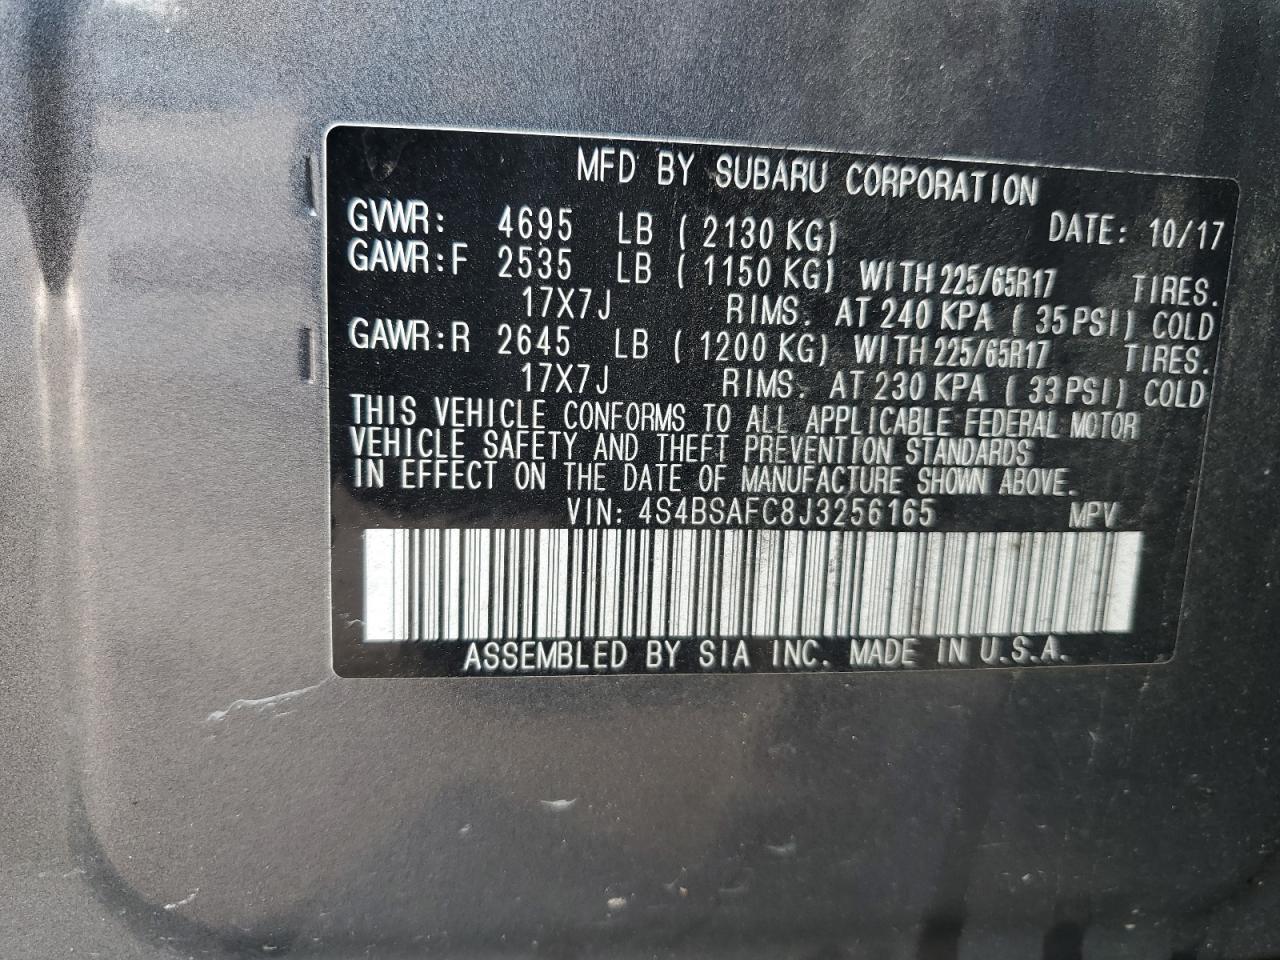 MFD BY SUBARU CORPORATION
GVWR: 4695 LB ( 2130 KG) DATE: 10/17
GAWR:F 2535 LB ( 1150 KG) WITH 225/65R17 TIRES.
17X7J RIMS. AT 240 KPA ( 35 PSI) COLD
GAWR:R 2645 LB ( 1200 KG) WITH 225/65R17 TIRES.
17X7J RIMS. AT 230 KPA ( 33 PSI) COLD
THIS VEHICLE CONFORMS TO ALL APPLICABLE FEDERAL MOTOR
VEHICLE SAFETY AND THEFT PREVENTION STANDARDS
IN EFFECT ON THE DATE OF MANUFACTURE SHOWN ABOVE.
VIN: 4S4BSAFC8J3256165 MPV
ASSEMBLED BY SIA INC. MADE IN U.S.A.